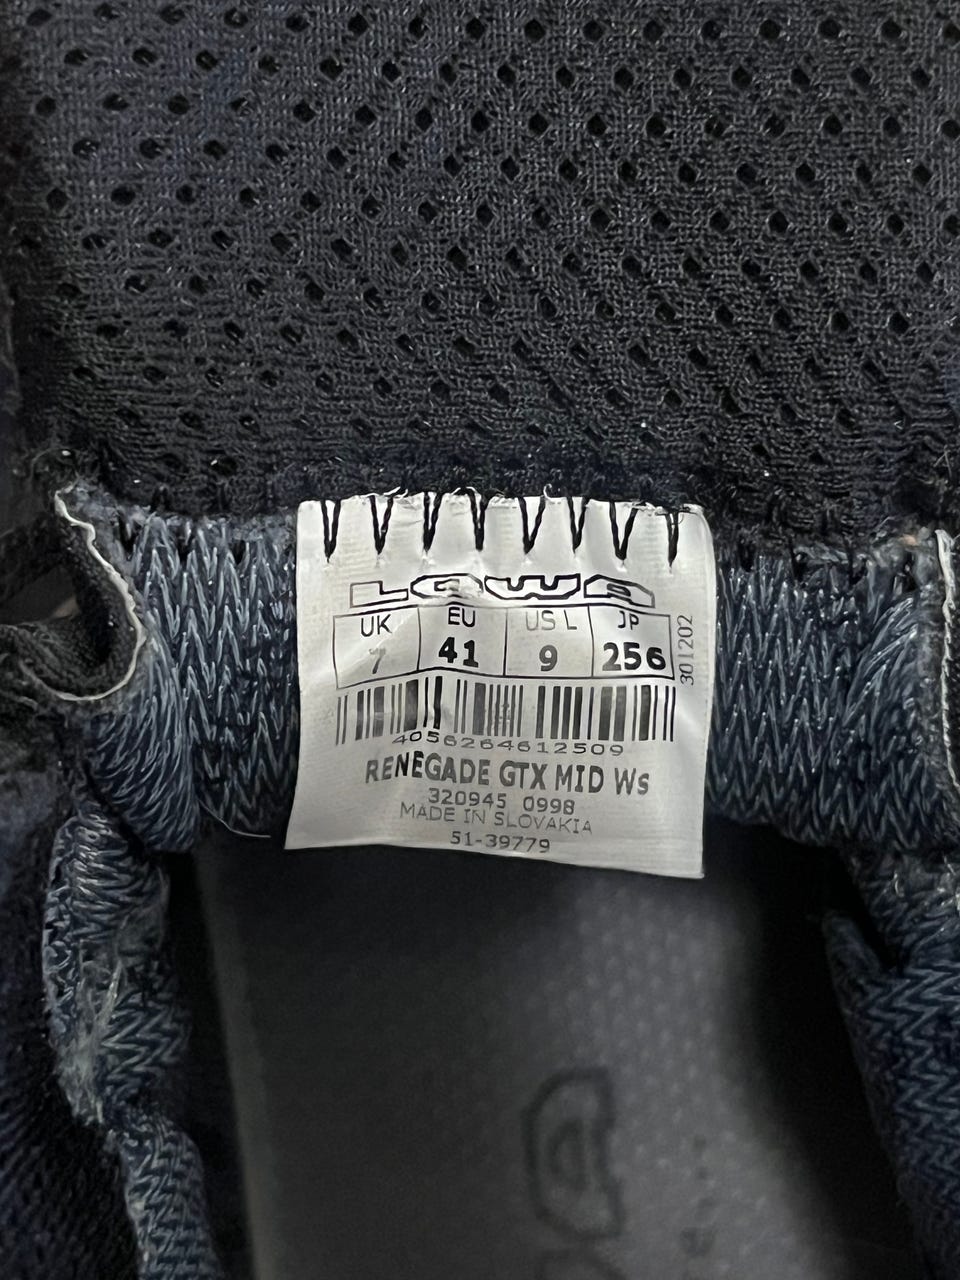 LOWA
UK EU US L JP
7 41 9 256
301202
4056264612509
RENEGADE GTX MID Ws
320945 0998
MADE IN SLOVAKIA
51-39779